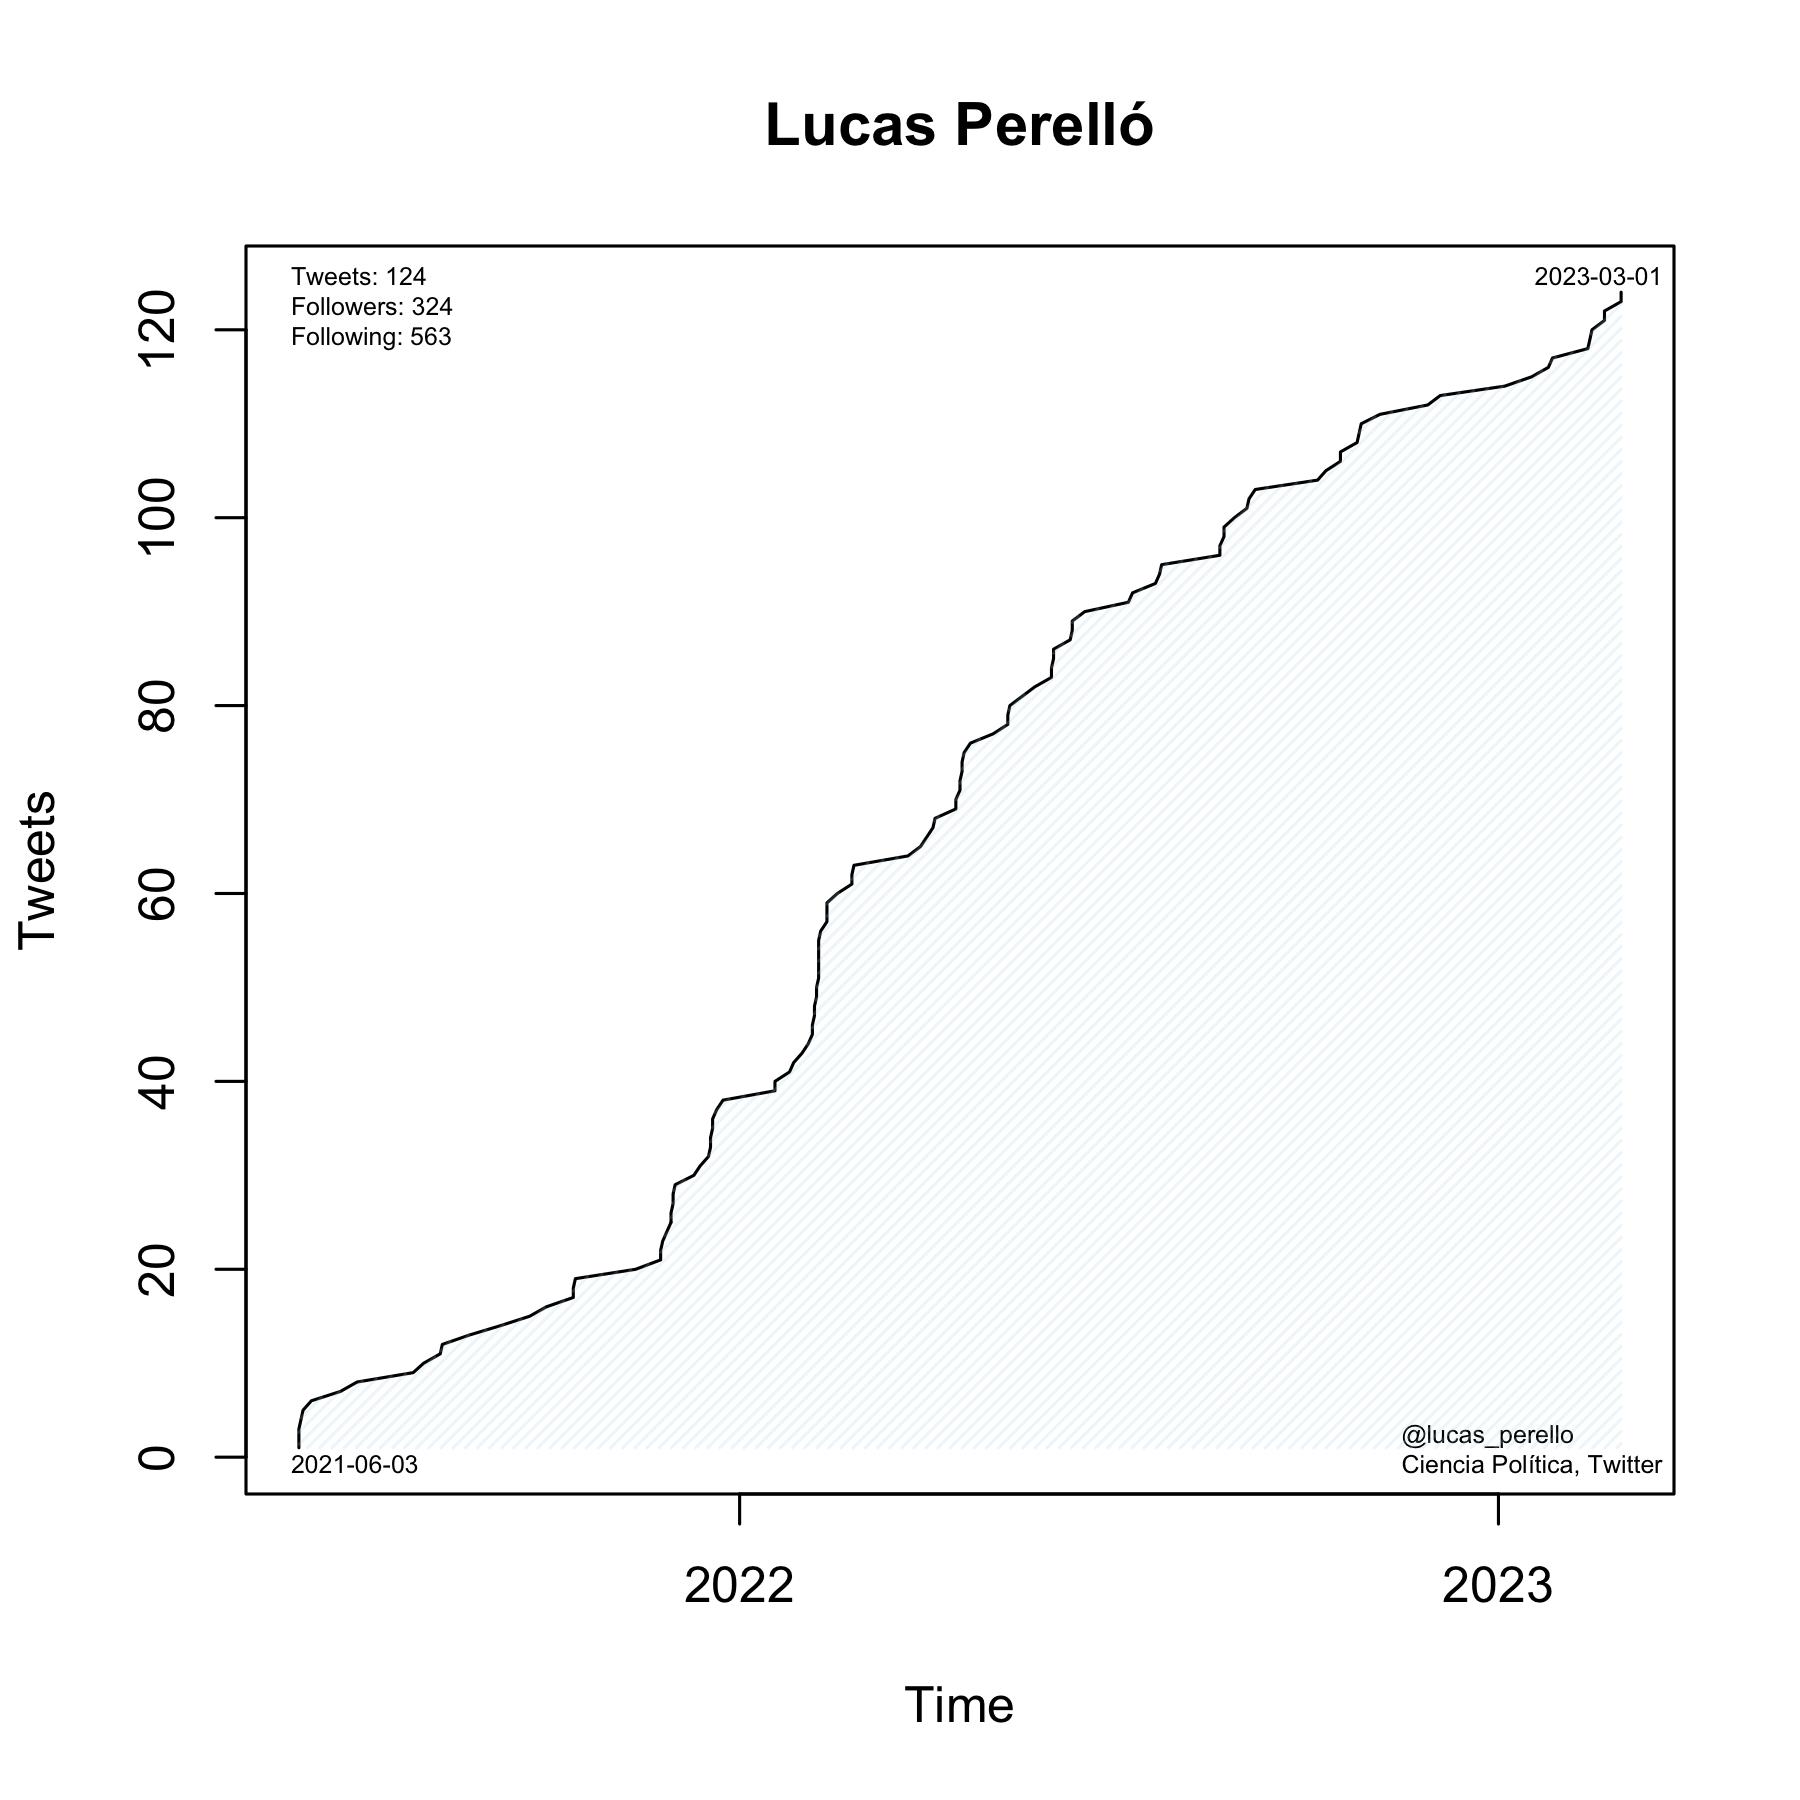 Lucas Perelló
Tweets: 124
Followers: 324
Following: 563
2023-03-01
120
100
80
60
40
20
0
Tweets
2021-06-03
@lucas_perello
Ciencia Política, Twitter
2022
2023
Time